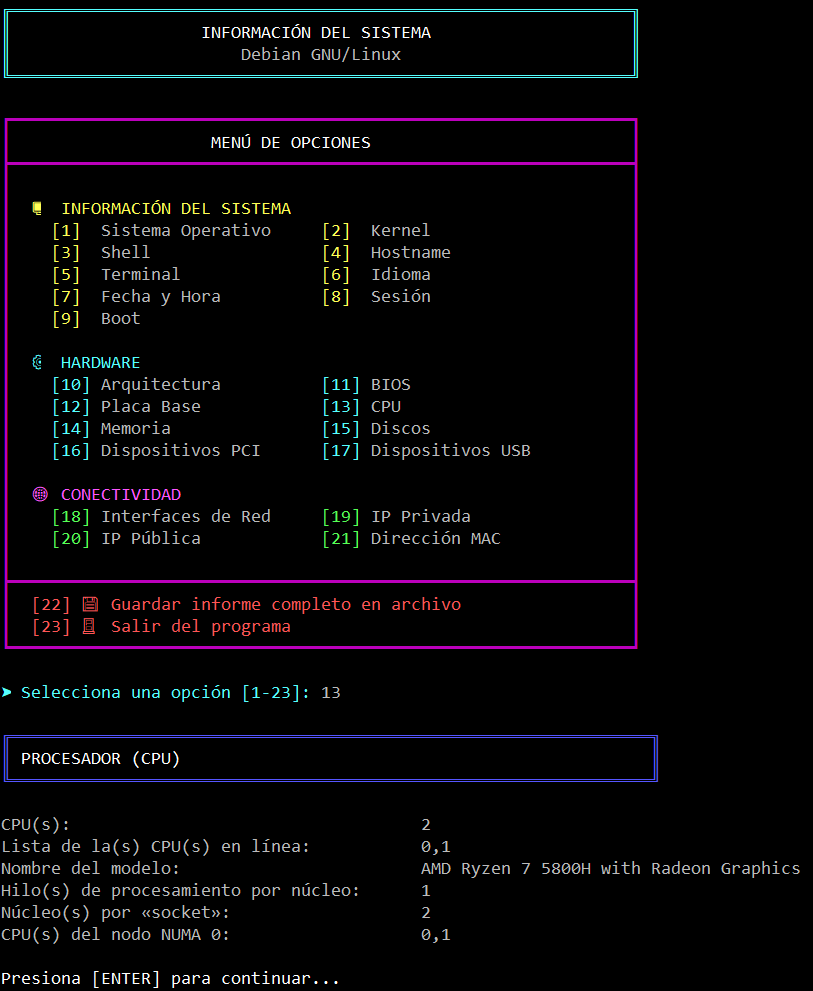 INFORMACIÓN DEL SISTEMA
Debian GNU/Linux
MENÚ DE OPCIONES
INFORMACIÓN DEL SISTEMA
[1] Sistema Operativo [2] Kernel
[3] Shell [4] Hostname
[5] Terminal [6] Idioma
[7] Fecha y Hora [8] Sesión
[9] Boot
HARDWARE
[10] Arquitectura [11] BIOS
[12] Placa Base [13] CPU
[14] Memoria [15] Discos
[16] Dispositivos PCI [17] Dispositivos USB
CONECTIVIDAD
[18] Interfaces de Red [19] IP Privada
[20] IP Pública [21] Dirección MAC
[22] Guardar informe completo en archivo
[23] Salir del programa
➤ Selecciona una opción [1-23]: 13
PROCESADOR (CPU)
CPU(s): 2
Lista de la(s) CPU(s) en línea: 0,1
Nombre del modelo: AMD Ryzen 7 5800H with Radeon Graphics
Hilo(s) de procesamiento por núcleo: 1
Núcleo(s) por «socket»: 2
CPU(s) del nodo NUMA 0: 0,1
Presiona [ENTER] para continuar...